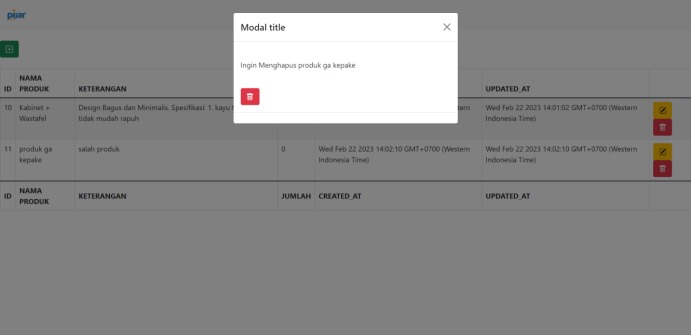 pijar
Modal title
Ingin Menghapus produk ga kepake
ID NAMA PRODUK KETERANGAN UPDATED_AT
10 Kabinet + Wastafel Design Bagus dan Minimalis. Spesifikasi: 1. kayu tidak mudah rapuh Wed Feb 22 2023 14:01:02 GMT+0700 (Western Indonesia Time)
11 produk ga kepake salah produk 0 Wed Feb 22 2023 14:02:10 GMT+0700 (Western Indonesia Time) Wed Feb 22 2023 14:02:10 GMT+0700 (Western Indonesia Time)
ID NAMA PRODUK KETERANGAN JUMLAH CREATED_AT UPDATED_AT